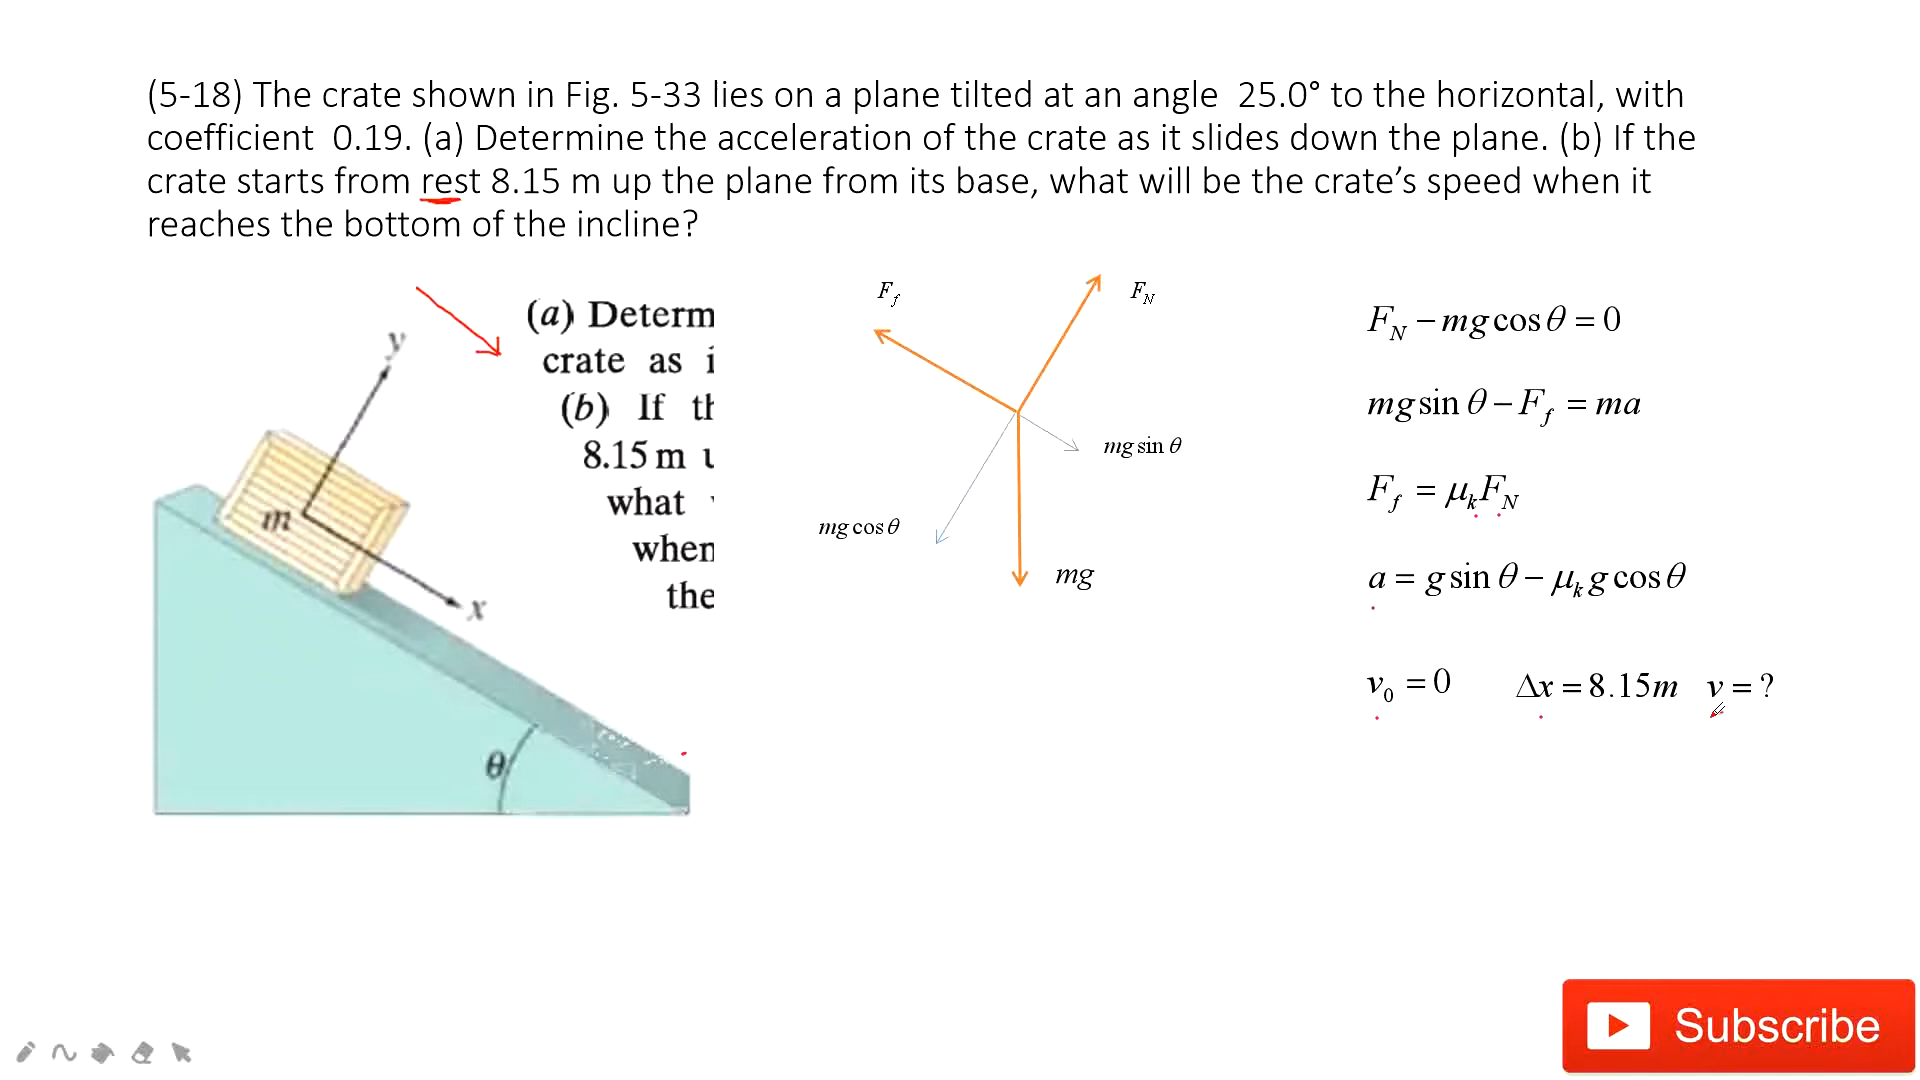 (5-18) The crate shown in Fig. 5-33 lies on a plane tilted at an angle 25.0° to the horizontal, with
coefficient 0.19. (a) Determine the acceleration of the crate as it slides down the plane. (b) If the
crate starts from rest 8.15 m up the plane from its base, what will be the crate’s speed when it
reaches the bottom of the incline?
(a) Determ
crate as i
(b) If th
8.15 m u
what
when
the
y
m
x
θ
F_f
F_N
mg sin θ
mg cos θ
mg
F_N − mg cos θ = 0
mg sin θ − F_f = ma
F_f = μ_k F_N
a = g sin θ − μ_k g cos θ
v₀ = 0 Δx = 8.15m v = ?
Subscribe